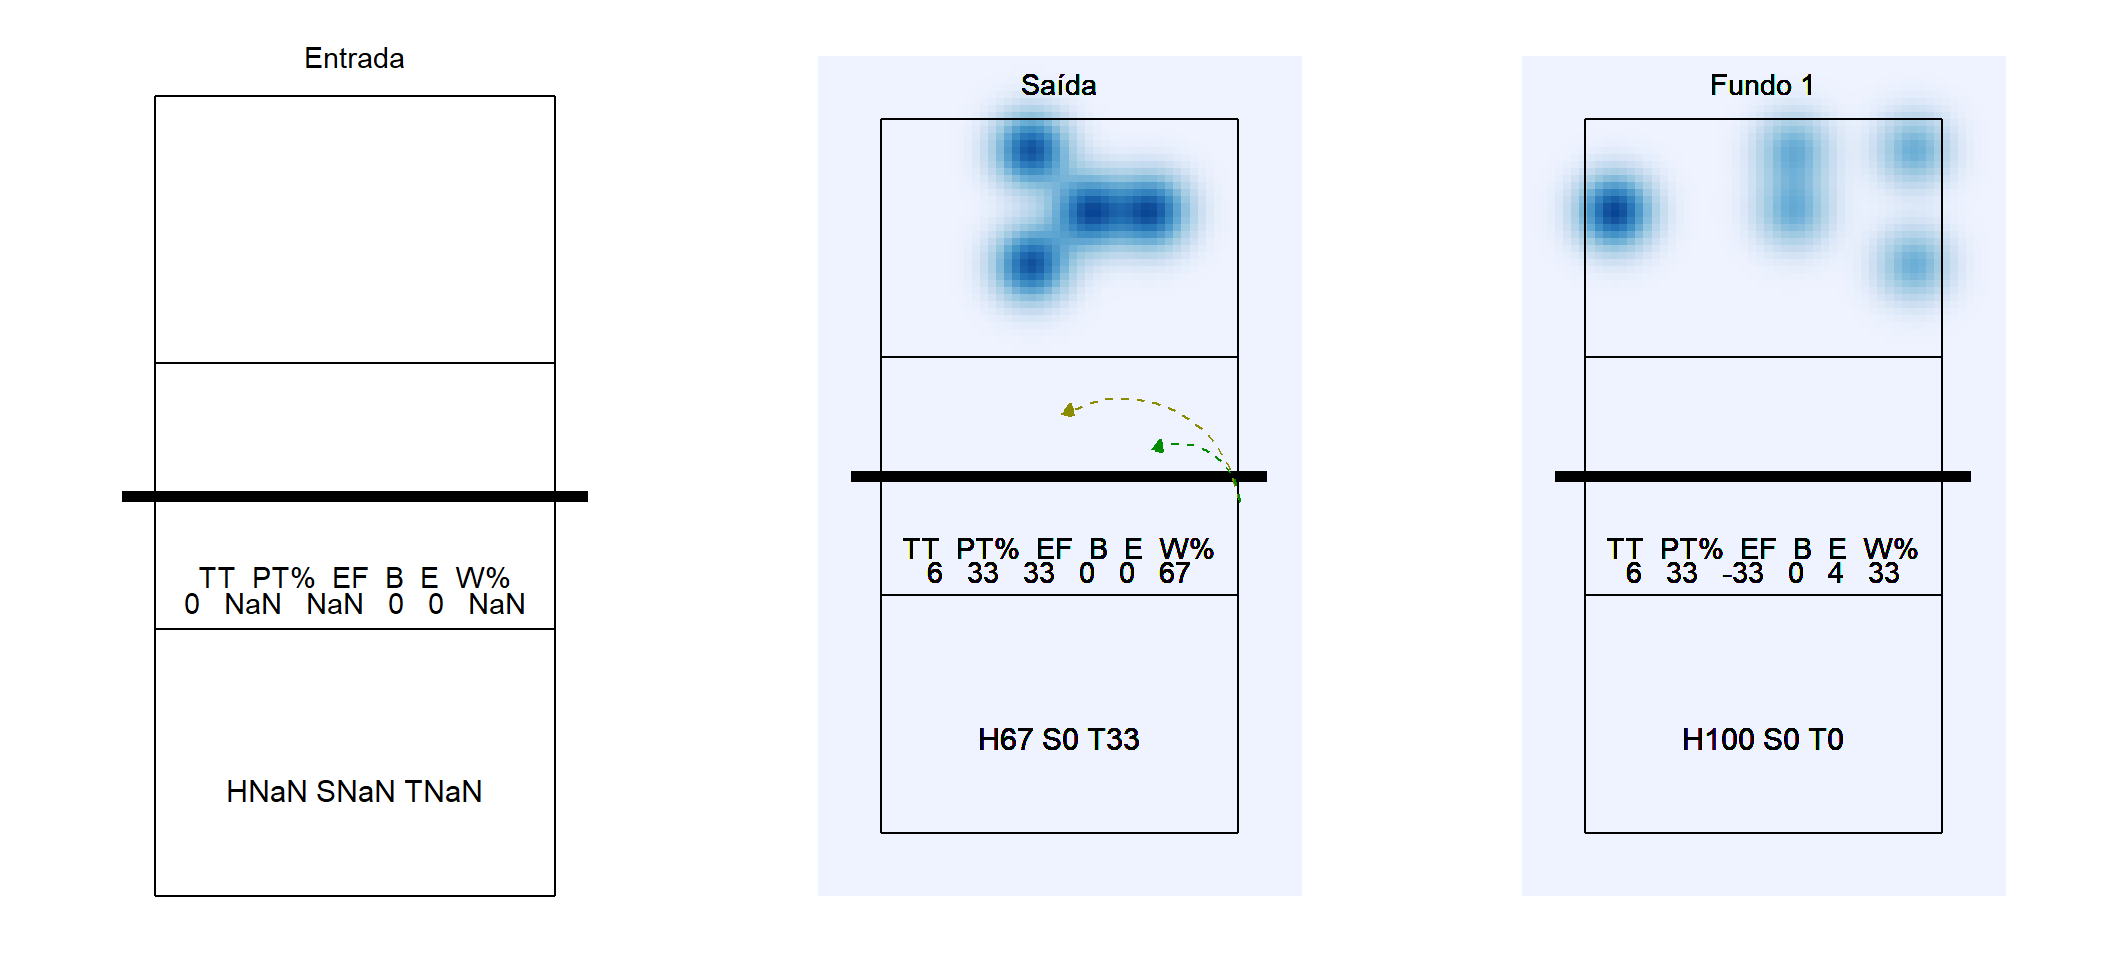 Entrada
TT PT% EF B E W%
0 NaN NaN 0 0 NaN
HNaN SNaN TNaN
Saída
TT PT% EF B E W%
6 33 33 0 0 67
H67 S0 T33
Fundo 1
TT PT% EF B E W%
6 33 -33 0 4 33
H100 S0 T0